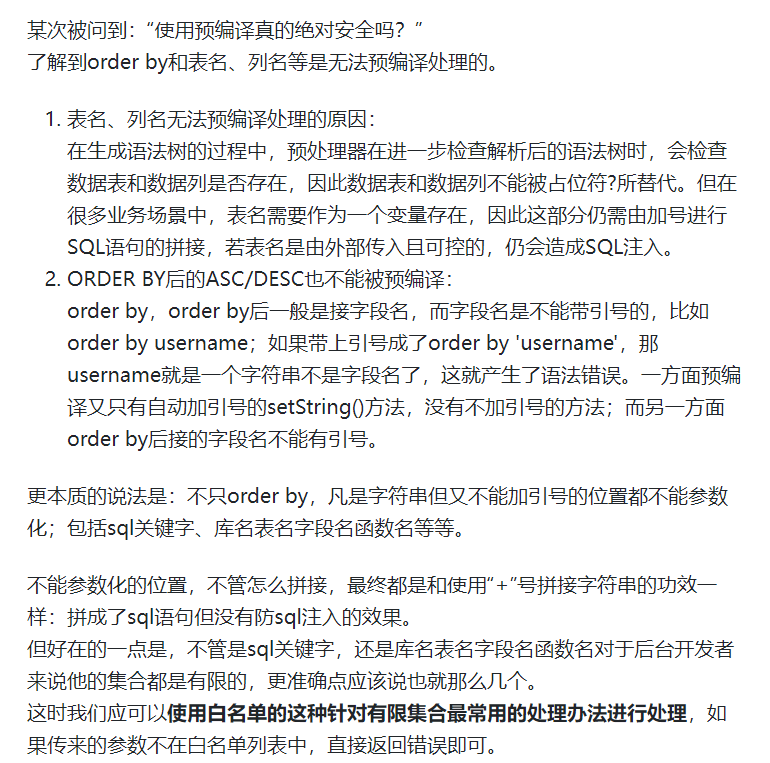 某次被问到：“使用预编译真的绝对安全吗？”
了解到order by和表名、列名等是无法预编译处理的。
1. 表名、列名无法预编译处理的原因：
在生成语法树的过程中，预处理器在进一步检查解析后的语法树时，会检查
数据表和数据列是否存在，因此数据表和数据列不能被占位符?所替代。但在
很多业务场景中，表名需要作为一个变量存在，因此这部分仍需由加号进行
SQL语句的拼接，若表名是由外部传入且可控的，仍会造成SQL注入。
2. ORDER BY后的ASC/DESC也不能被预编译：
order by，order by后一般是接字段名，而字段名是不能带引号的，比如
order by username；如果带上引号成了order by 'username'，那
username就是一个字符串不是字段名了，这就产生了语法错误。一方面预编
译又只有自动加引号的setString()方法，没有不加引号的方法；而另一方面
order by后接的字段名不能有引号。
更本质的说法是：不只order by，凡是字符串但又不能加引号的位置都不能参数
化；包括sql关键字、库名表名字段名函数名等等。
不能参数化的位置，不管怎么拼接，最终都是和使用“+”号拼接字符串的功效一
样：拼成了sql语句但没有防sql注入的效果。
但好在的一点是，不管是sql关键字，还是库名表名字段名函数名对于后台开发者
来说他的集合都是有限的，更准确点应该说也就那么几个。
这时我们应可以使用白名单的这种针对有限集合最常用的处理办法进行处理，如
果传来的参数不在白名单列表中，直接返回错误即可。